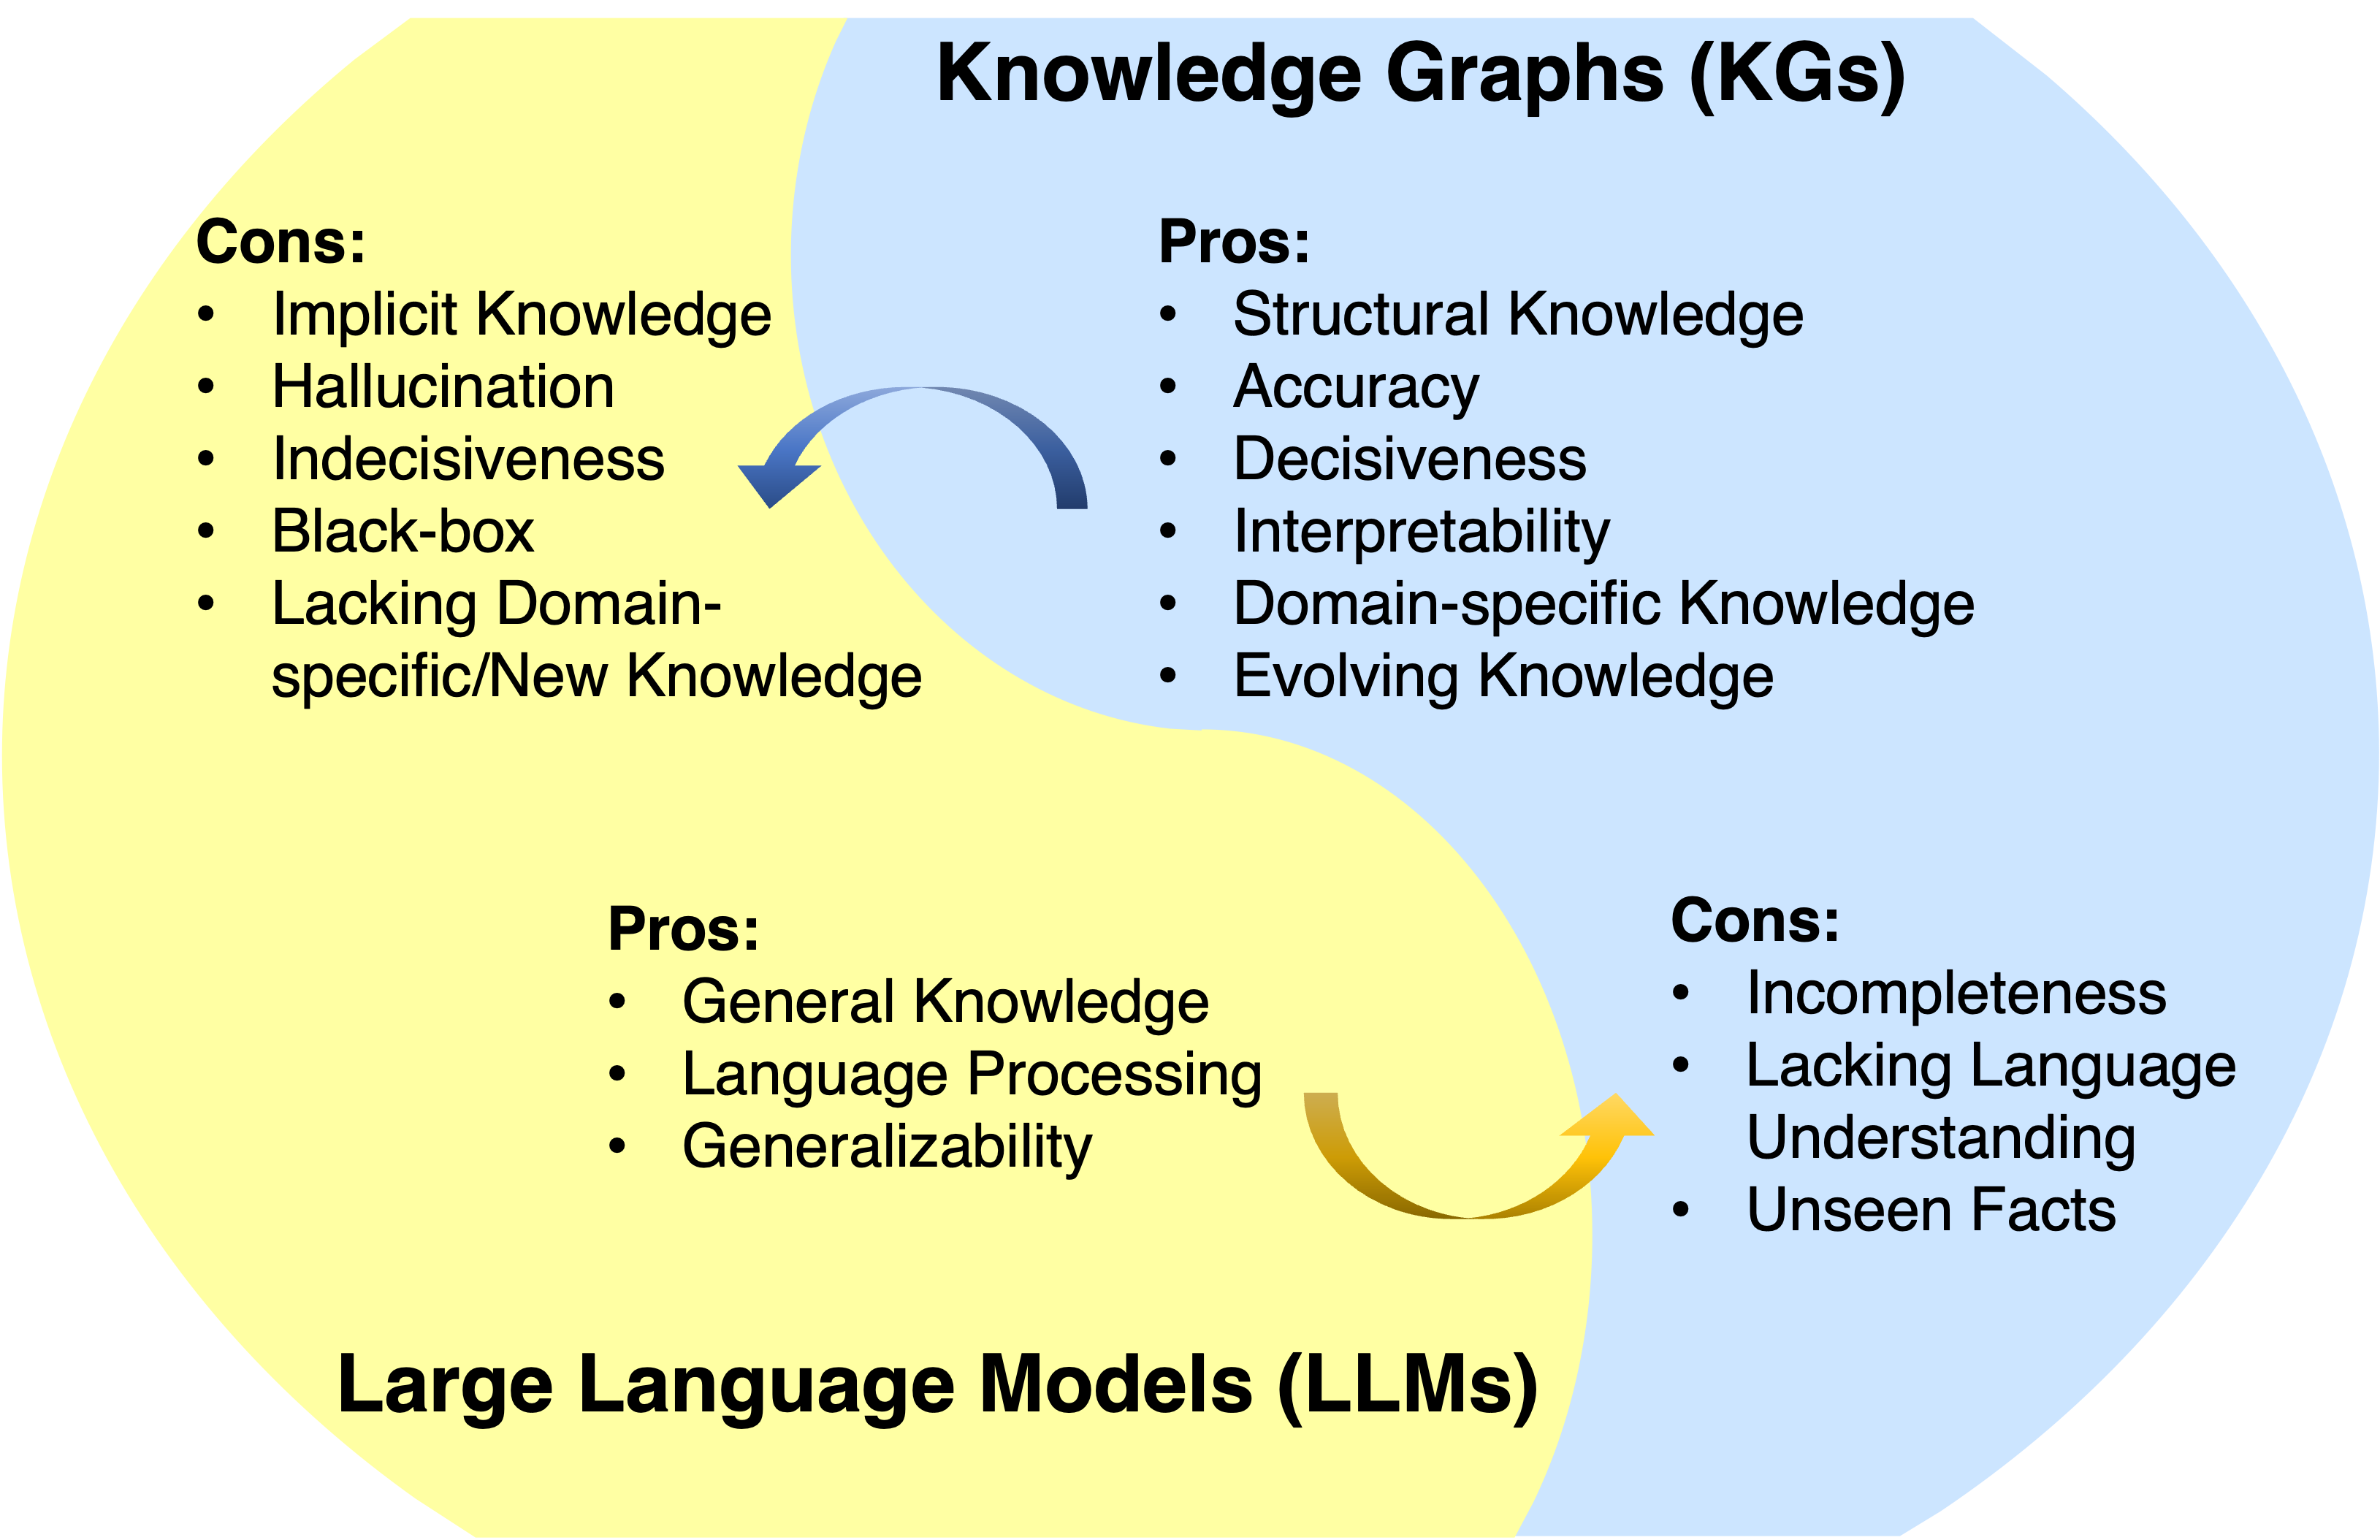 Knowledge Graphs (KGs)
Cons:
• Implicit Knowledge
• Hallucination
• Indecisiveness
• Black-box
• Lacking Domain-
specific/New Knowledge
Pros:
• Structural Knowledge
• Accuracy
• Decisiveness
• Interpretability
• Domain-specific Knowledge
• Evolving Knowledge
Pros:
• General Knowledge
• Language Processing
• Generalizability
Cons:
• Incompleteness
• Lacking Language
Understanding
• Unseen Facts
Large Language Models (LLMs)